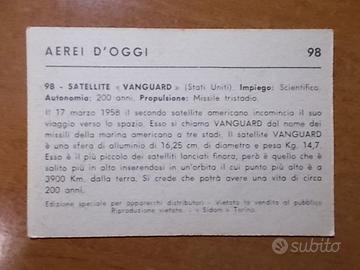 AEREI D'OGGI 98
98 - SATELLITE « VANGUARD » (Stati Uniti). Impiego: Scientifico.
Autonomia: 200 anni. Propulsione: Missile tristadio.
Il 17 marzo 1958 il secondo satellite americano incomincia il suo
viaggio verso lo spazio. Esso si chiama VANGUARD dal nome dei
missili della marina americana a tre stadi. Il satellite VANGUARD
è una sfera di alluminio di 16,25 cm. di diametro e pesa Kg. 14,7.
Esso è il più piccolo dei satelliti lanciati finora, però è quello che è
salito più in alto inserendosi in un'orbita il cui punto più alto è a
3900 Km. dalla terra. Si crede che potrà avere una vita di circa
200 anni.
Edizione speciale per apparecchi distributori - Vietata la vendita al pubblico
Riproduzione vietata. - « Sidam » Torino.
subito